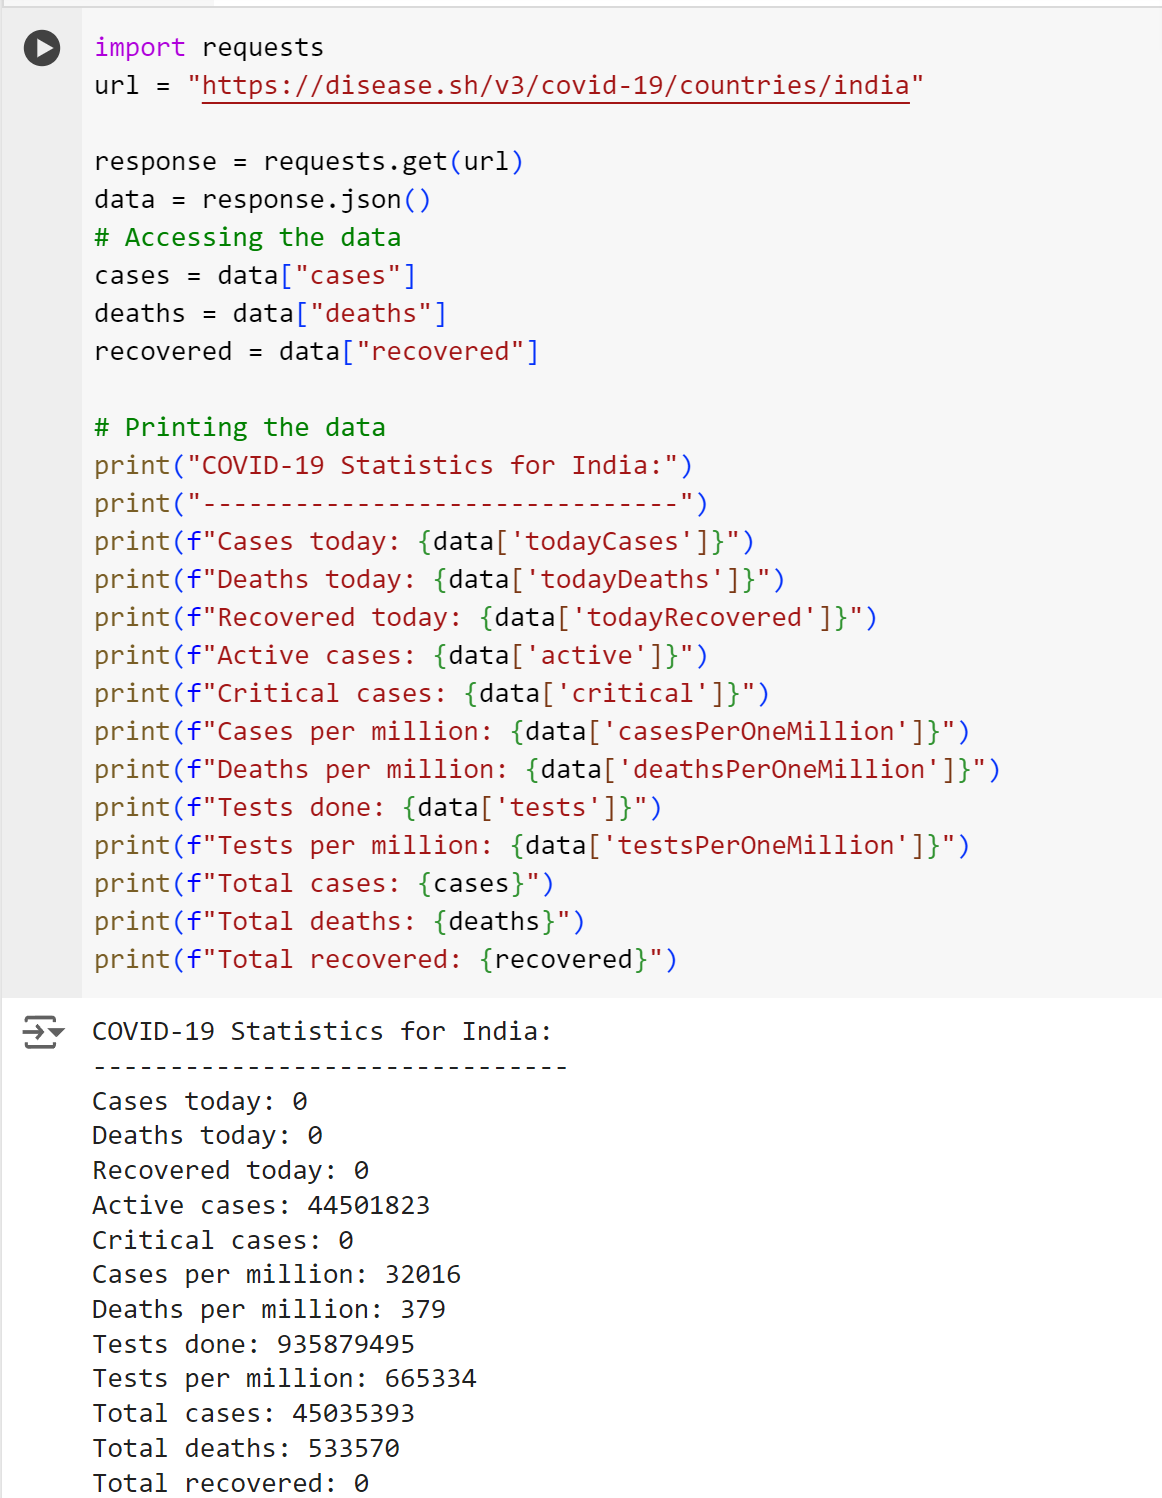 import requests
url = "https://disease.sh/v3/covid-19/countries/india"
response = requests.get(url)
data = response.json()
# Accessing the data
cases = data["cases"]
deaths = data["deaths"]
recovered = data["recovered"]
# Printing the data
print("COVID-19 Statistics for India:")
print("-------------------------------")
print(f"Cases today: {data['todayCases']}")
print(f"Deaths today: {data['todayDeaths']}")
print(f"Recovered today: {data['todayRecovered']}")
print(f"Active cases: {data['active']}")
print(f"Critical cases: {data['critical']}")
print(f"Cases per million: {data['casesPerOneMillion']}")
print(f"Deaths per million: {data['deathsPerOneMillion']}")
print(f"Tests done: {data['tests']}")
print(f"Tests per million: {data['testsPerOneMillion']}")
print(f"Total cases: {cases}")
print(f"Total deaths: {deaths}")
print(f"Total recovered: {recovered}")
COVID-19 Statistics for India:
-------------------------------
Cases today: 0
Deaths today: 0
Recovered today: 0
Active cases: 44501823
Critical cases: 0
Cases per million: 32016
Deaths per million: 379
Tests done: 935879495
Tests per million: 665334
Total cases: 45035393
Total deaths: 533570
Total recovered: 0